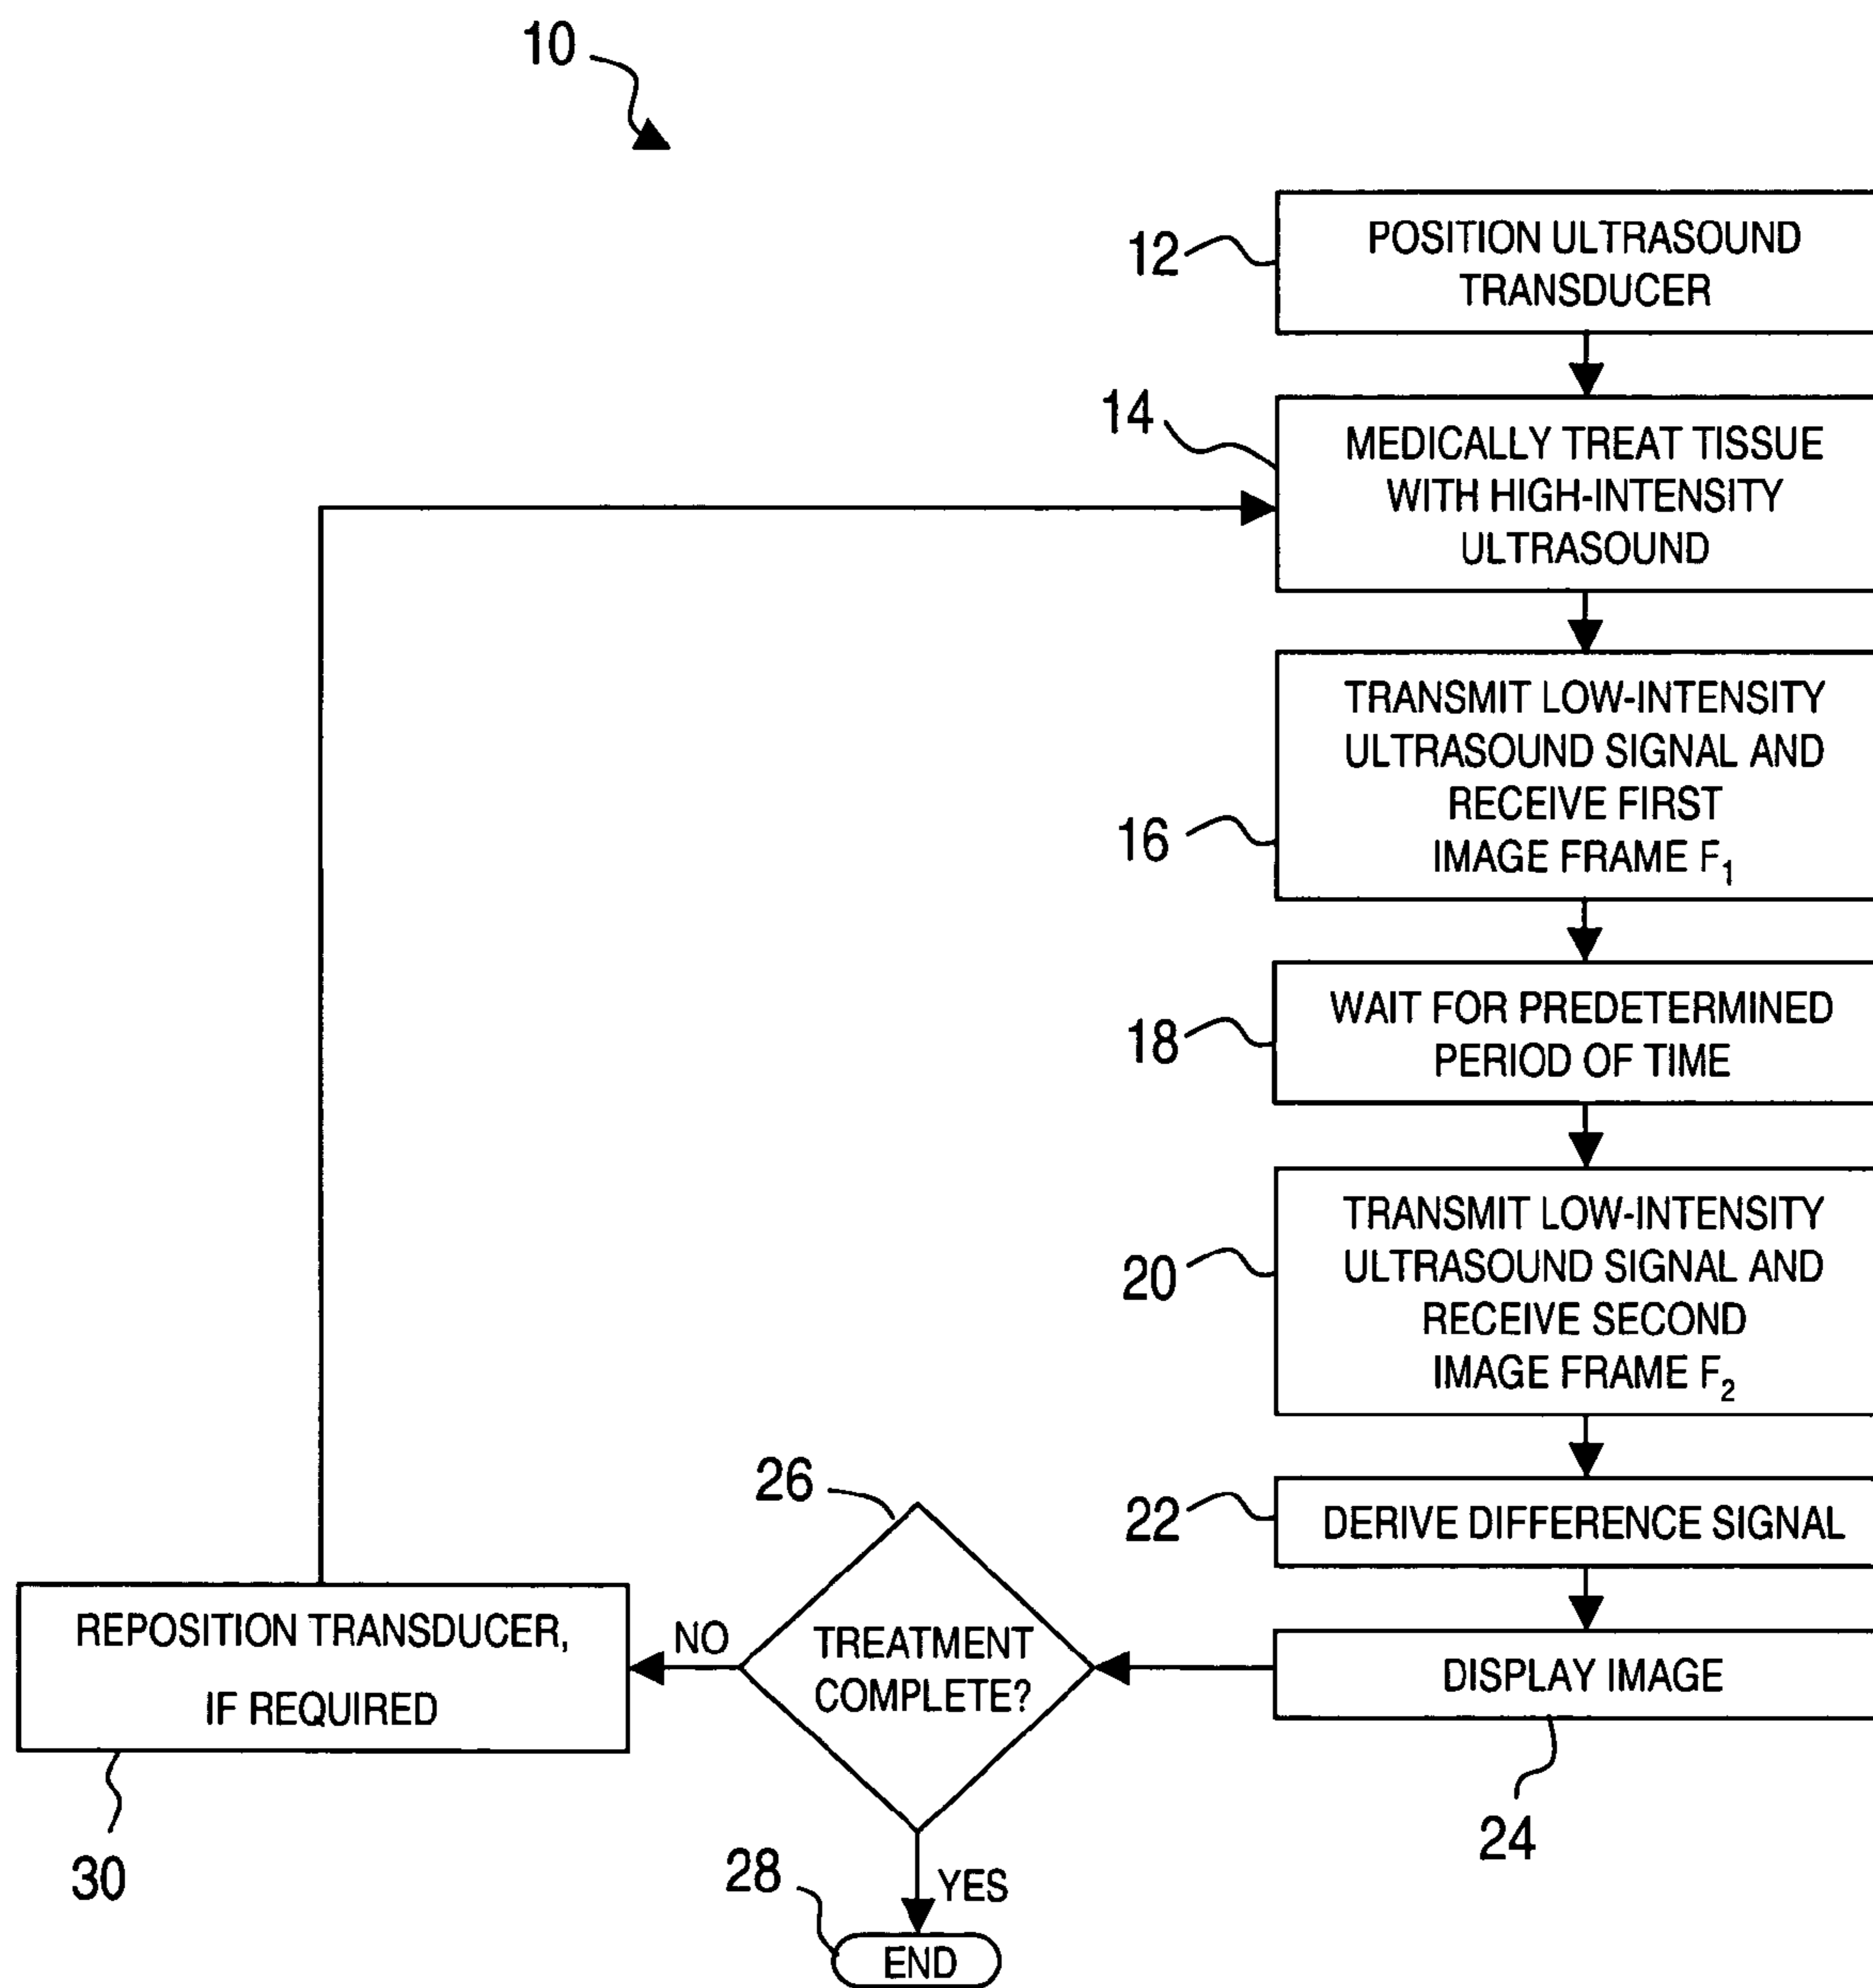 10
12
POSITION ULTRASOUND
TRANSDUCER
14
MEDICALLY TREAT TISSUE
WITH HIGH-INTENSITY
ULTRASOUND
16
TRANSMIT LOW-INTENSITY
ULTRASOUND SIGNAL AND
RECEIVE FIRST
IMAGE FRAME F₁
18
WAIT FOR PREDETERMINED
PERIOD OF TIME
20
TRANSMIT LOW-INTENSITY
ULTRASOUND SIGNAL AND
RECEIVE SECOND
IMAGE FRAME F₂
22
DERIVE DIFFERENCE SIGNAL
DISPLAY IMAGE
24
26
TREATMENT
COMPLETE?
NO
REPOSITION TRANSDUCER,
IF REQUIRED
30
YES
28
END